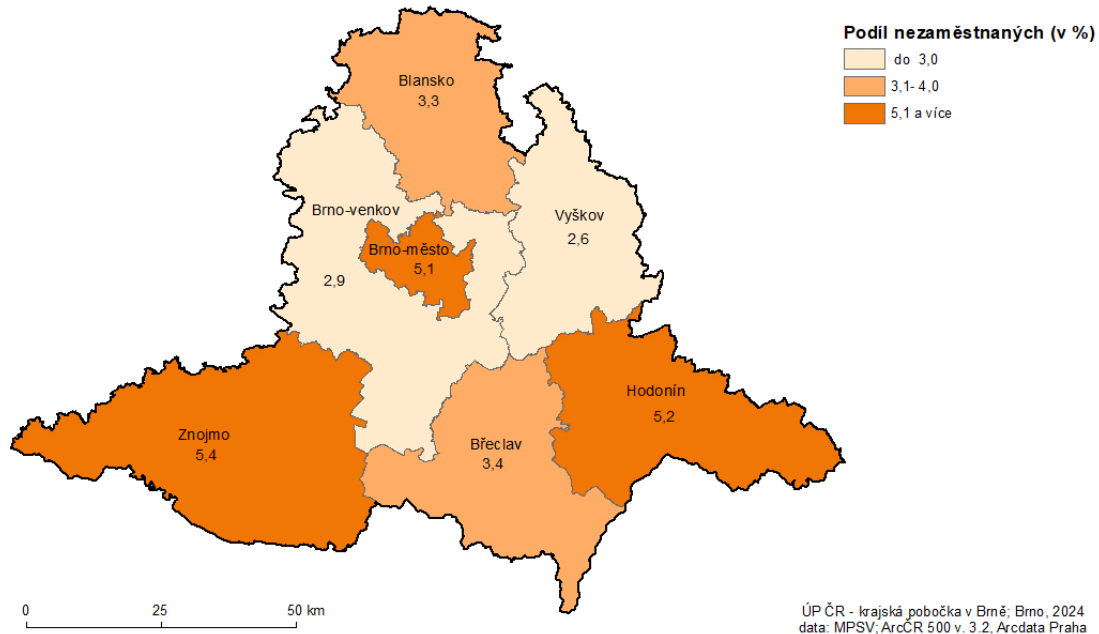 Podíl nezaměstnaných (v %)
do 3,0
3,1- 4,0
5,1 a více
Blansko
3,3
Brno-venkov
2,9
Vyškov
2,6
Brno-město
5,1
Hodonín
5,2
Znojmo
5,4
Břeclav
3,4
0 25 50 km
ÚP ČR - krajská pobočka v Brně; Brno, 2024
data: MPSV; ArcČR 500 v. 3.2, Arcdata Praha